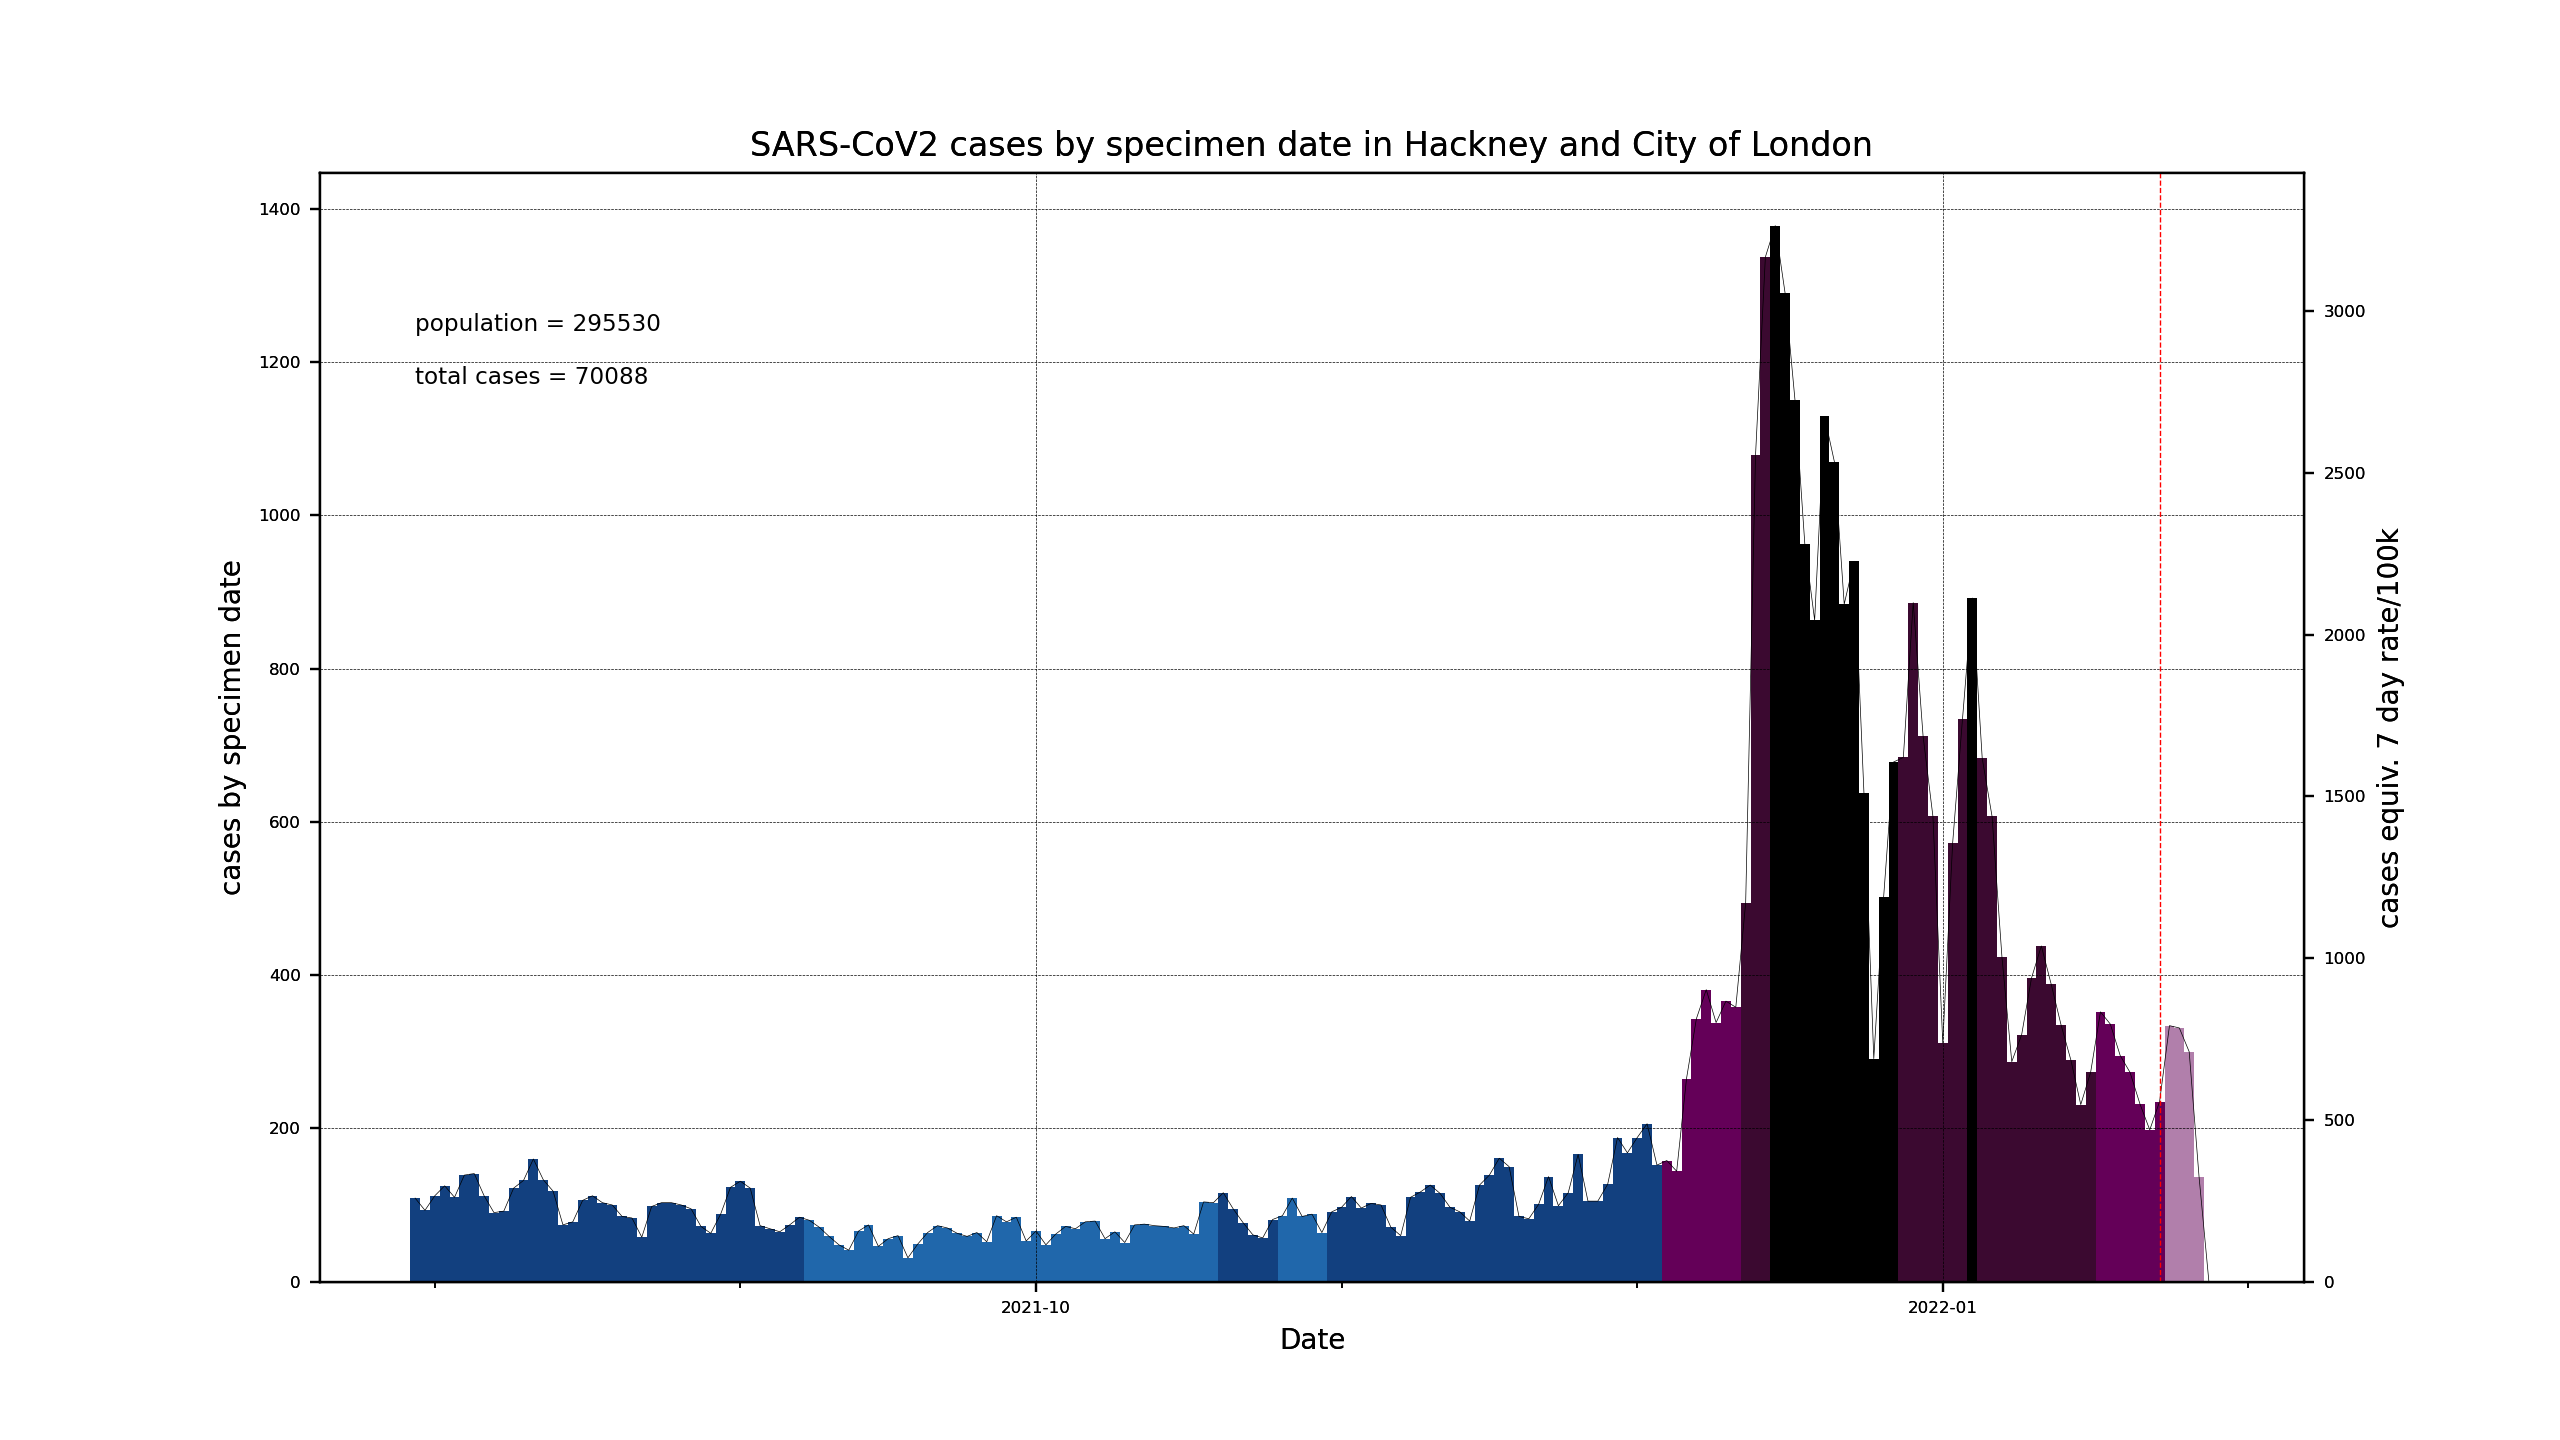 SARS-CoV2 cases by specimen date in Hackney and City of London
population = 295530
total cases = 70088
cases by specimen date
1400
1200
1000
800
600
400
200
0
3000
2500
2000
1500
1000
500
0
cases equiv. 7 day rate/100k
2021-10
2022-01
Date